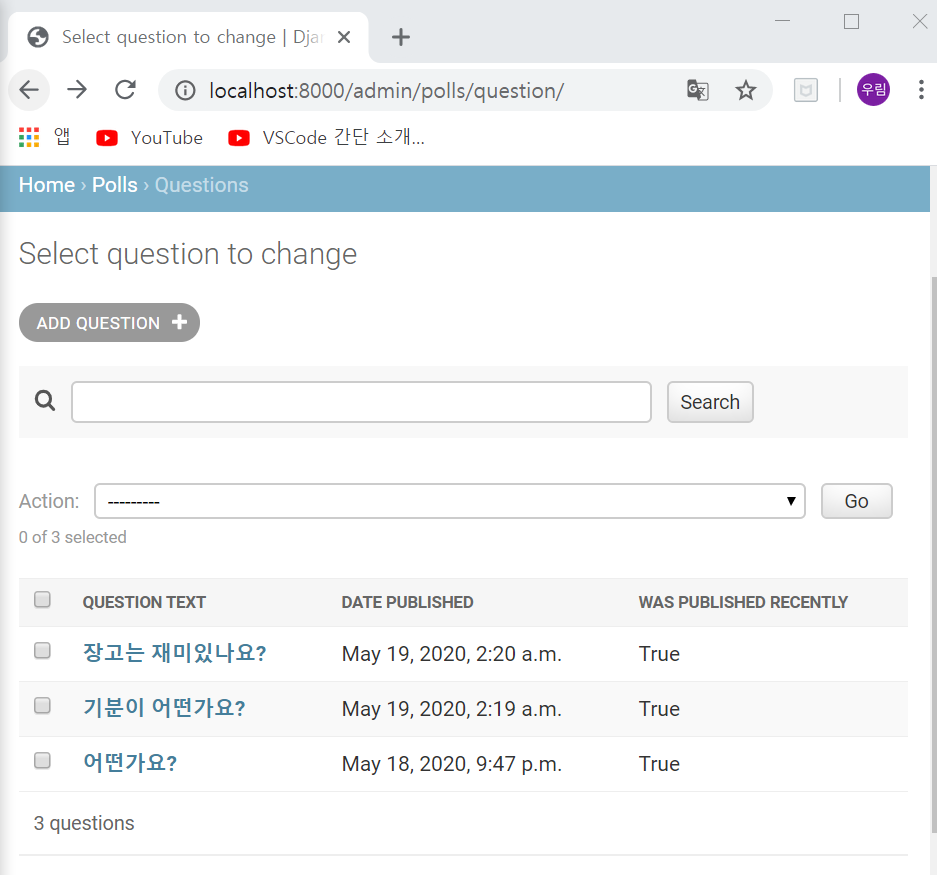 Select question to change | Djan
localhost:8000/admin/polls/question/
우림
앱 YouTube VSCode 간단 소개...
Home › Polls › Questions
Select question to change
ADD QUESTION +
Search
Action: --------- Go
0 of 3 selected
QUESTION TEXT DATE PUBLISHED WAS PUBLISHED RECENTLY
장고는 재미있나요? May 19, 2020, 2:20 a.m. True
기분이 어떤가요? May 19, 2020, 2:19 a.m. True
어떤가요? May 18, 2020, 9:47 p.m. True
3 questions